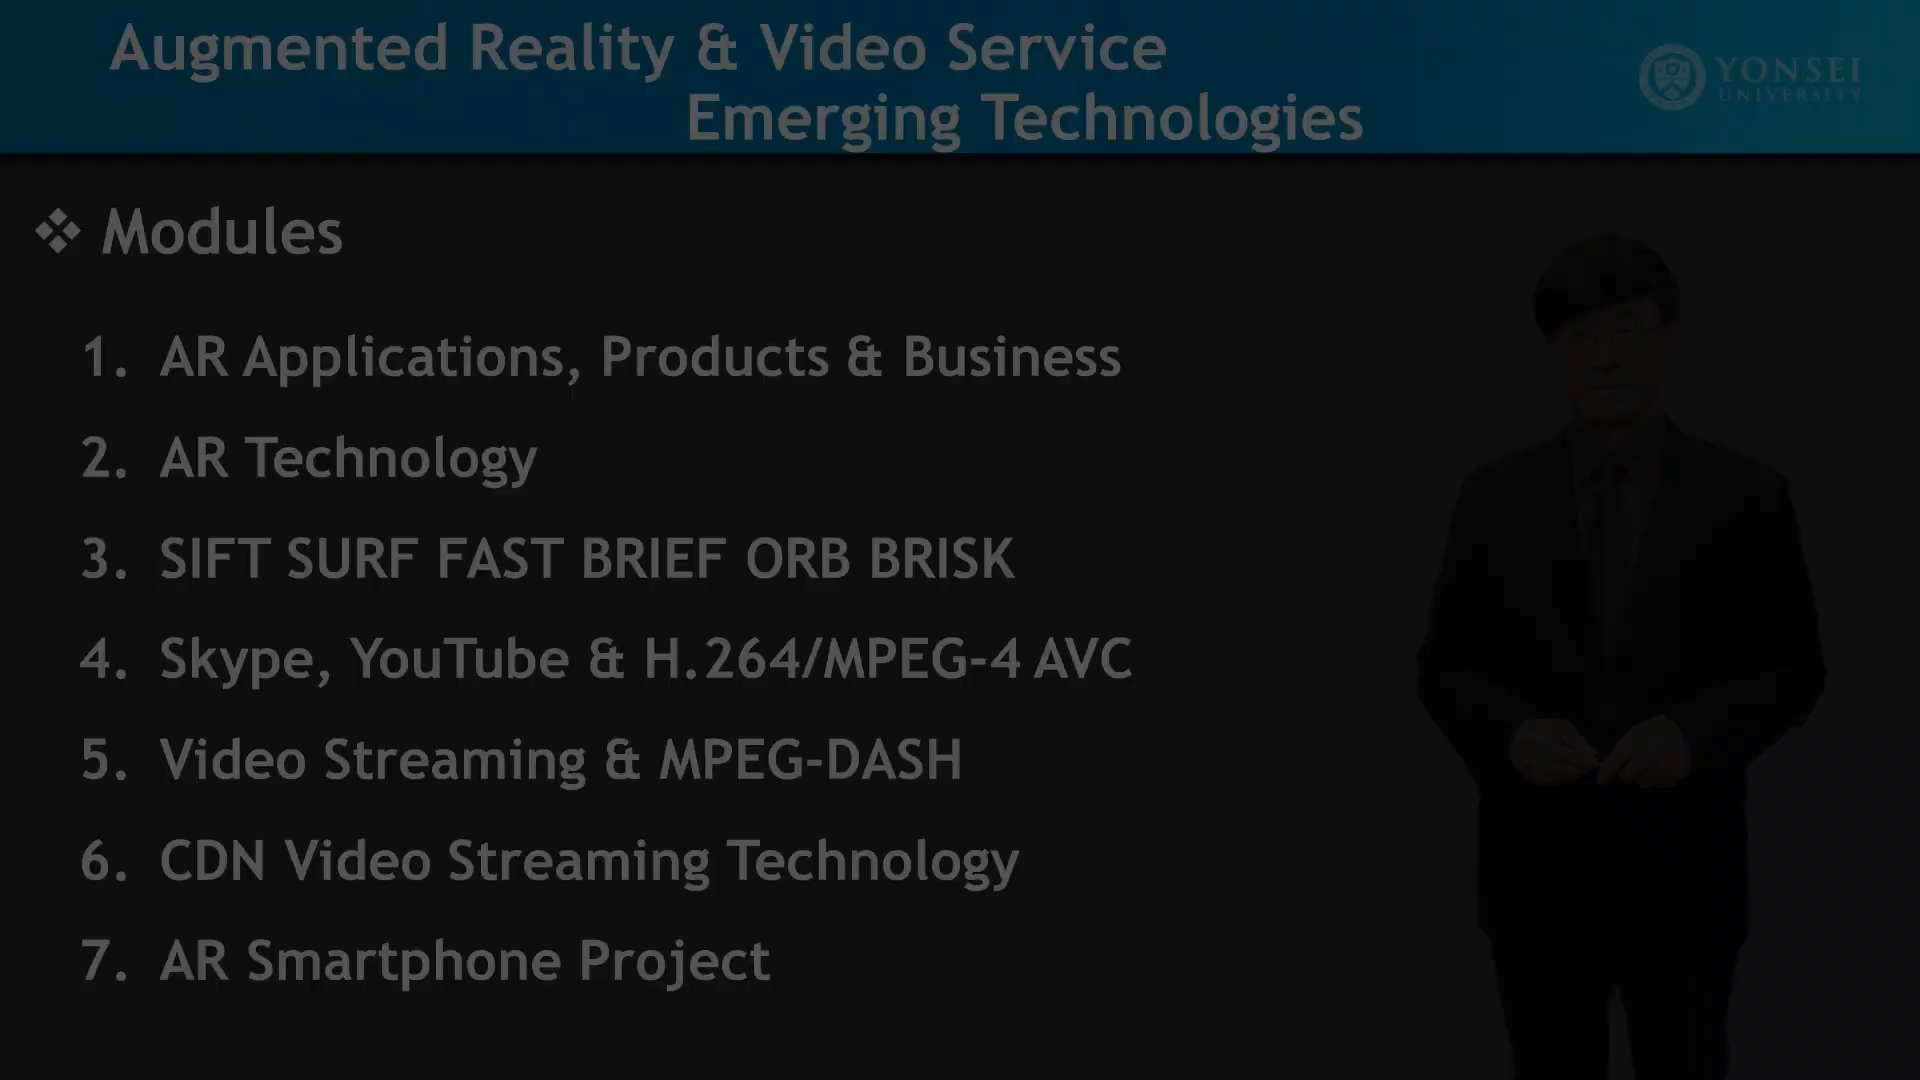 Augmented Reality & Video Service
Emerging Technologies
YONSEI
UNIVERSITY
❖ Modules
1. AR Applications, Products & Business
2. AR Technology
3. SIFT SURF FAST BRIEF ORB BRISK
4. Skype, YouTube & H.264/MPEG-4 AVC
5. Video Streaming & MPEG-DASH
6. CDN Video Streaming Technology
7. AR Smartphone Project